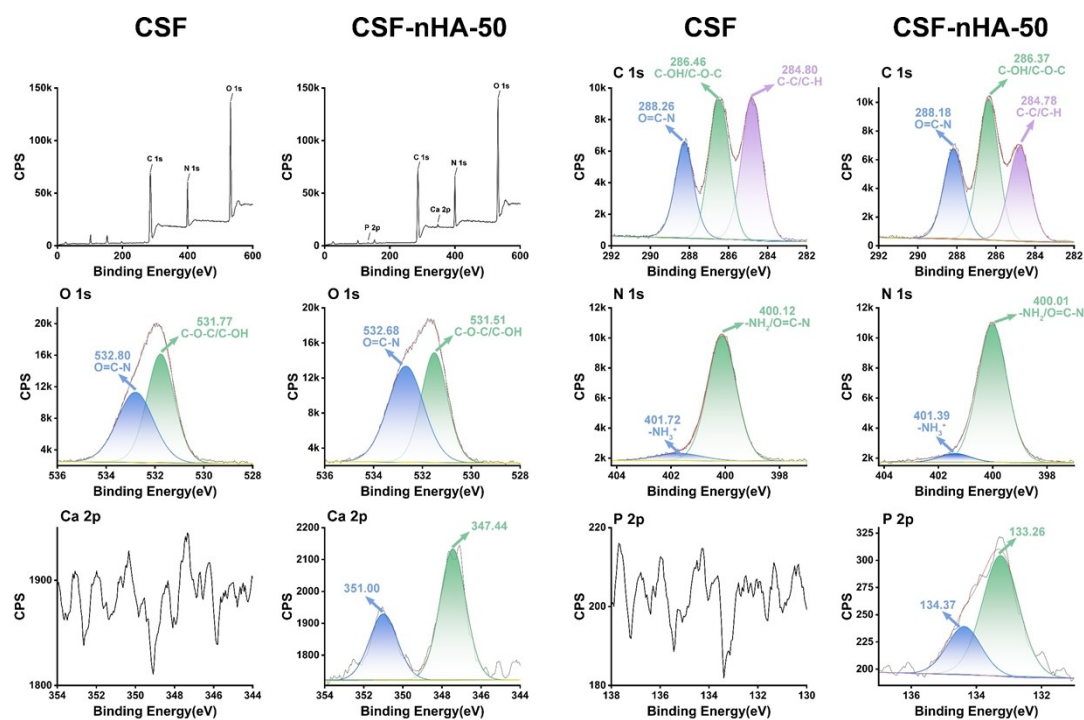 CSF
CSF-nHA-50
CSF
CSF-nHA-50
150k
100k
50k
0
CPS
C 1s
N 1s
O 1s
0 200 400 600
Binding Energy(eV)
150k
100k
50k
0
CPS
P 2p
C 1s
Ca 2p
N 1s
O 1s
0 200 400 600
Binding Energy(eV)
C 1s
10k
8k
6k
4k
2k
0
CPS
288.26
O=C-N
286.46
C-OH/C-O-C
284.80
C-C/C-H
292 290 288 286 284 282
Binding Energy(eV)
C 1s
12k
10k
8k
6k
4k
2k
0
CPS
288.18
O=C-N
286.37
C-OH/C-O-C
284.78
C-C/C-H
292 290 288 286 284 282
Binding Energy(eV)
O 1s
20k
16k
12k
8k
4k
CPS
532.80
O=C-N
531.77
C-O-C/C-OH
536 534 532 530 528
Binding Energy(eV)
O 1s
20k
16k
12k
8k
4k
CPS
532.68
O=C-N
531.51
C-O-C/C-OH
536 534 532 530 528
Binding Energy(eV)
N 1s
12k
10k
8k
6k
4k
2k
CPS
401.72
-NH₃⁺
400.12
-NH₂/O=C-N
404 402 400 398
Binding Energy(eV)
N 1s
12k
10k
8k
6k
4k
2k
CPS
401.39
-NH₃⁺
400.01
-NH₂/O=C-N
404 402 400 398
Binding Energy(eV)
Ca 2p
1900
1800
CPS
354 352 350 348 346 344
Binding Energy(eV)
Ca 2p
2200
2100
2000
1900
1800
1700
CPS
351.00
347.44
354 352 350 348 346 344
Binding Energy(eV)
P 2p
220
200
180
CPS
138 136 134 132 130
Binding Energy(eV)
P 2p
325
300
275
250
225
200
CPS
134.37
133.26
136 134 132
Binding Energy(eV)